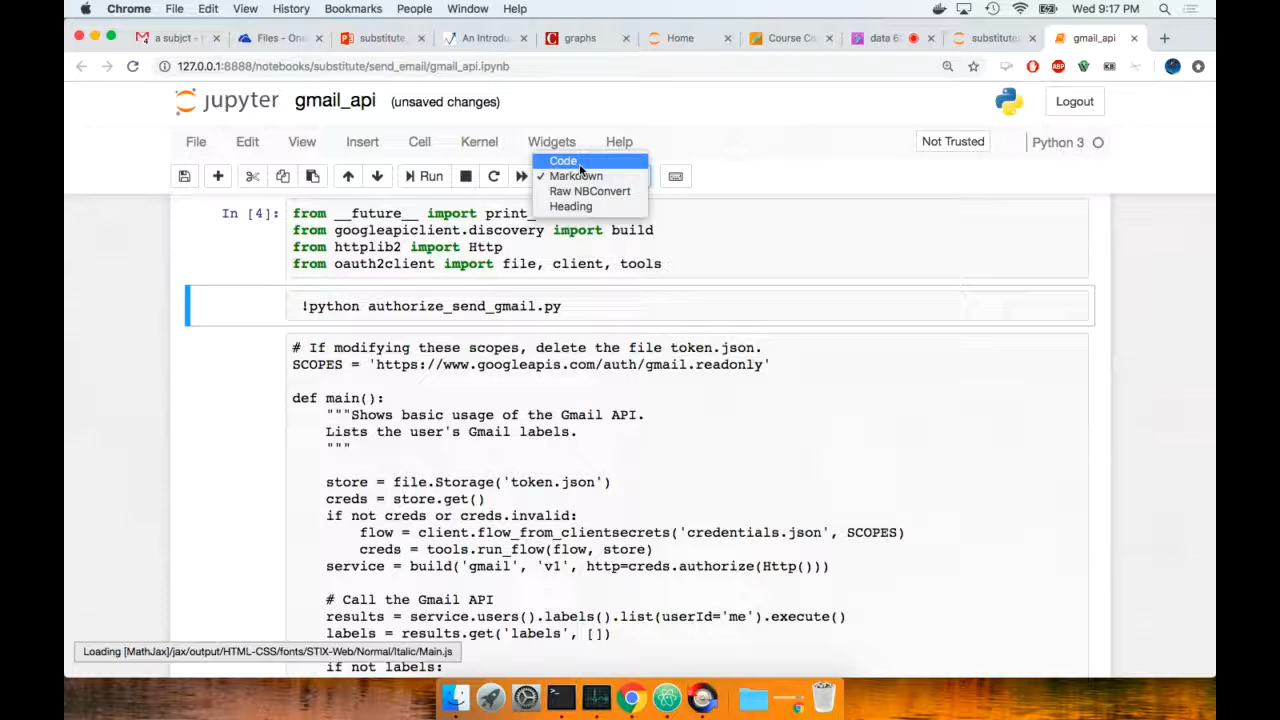 Chrome File Edit View History Bookmarks People Window Help Wed 9:17 PM
a subjct - Files - One substitute_ An Introdu graphs Home Course Co data 6 substitute gmail_api
127.0.0.1:8888/notebooks/substitute/send_email/gmail_api.ipynb ABP
jupyter gmail_api (unsaved changes) Logout
File Edit View Insert Cell Kernel Widgets Help Not Trusted Python 3
Code
Run Markdown
Raw NBConvert
Heading
In [4]: from __future__ import print_
from googleapiclient.discovery import build
from httplib2 import Http
from oauth2client import file, client, tools
!python authorize_send_gmail.py
# If modifying these scopes, delete the file token.json.
SCOPES = 'https://www.googleapis.com/auth/gmail.readonly'
def main():
"""Shows basic usage of the Gmail API.
Lists the user's Gmail labels.
"""
store = file.Storage('token.json')
creds = store.get()
if not creds or creds.invalid:
flow = client.flow_from_clientsecrets('credentials.json', SCOPES)
creds = tools.run_flow(flow, store)
service = build('gmail', 'v1', http=creds.authorize(Http()))
# Call the Gmail API
results = service.users().labels().list(userId='me').execute()
labels = results.get('labels', [])
if not labels:
Loading [MathJax]/jax/output/HTML-CSS/fonts/STIX-Web/Normal/Italic/Main.js